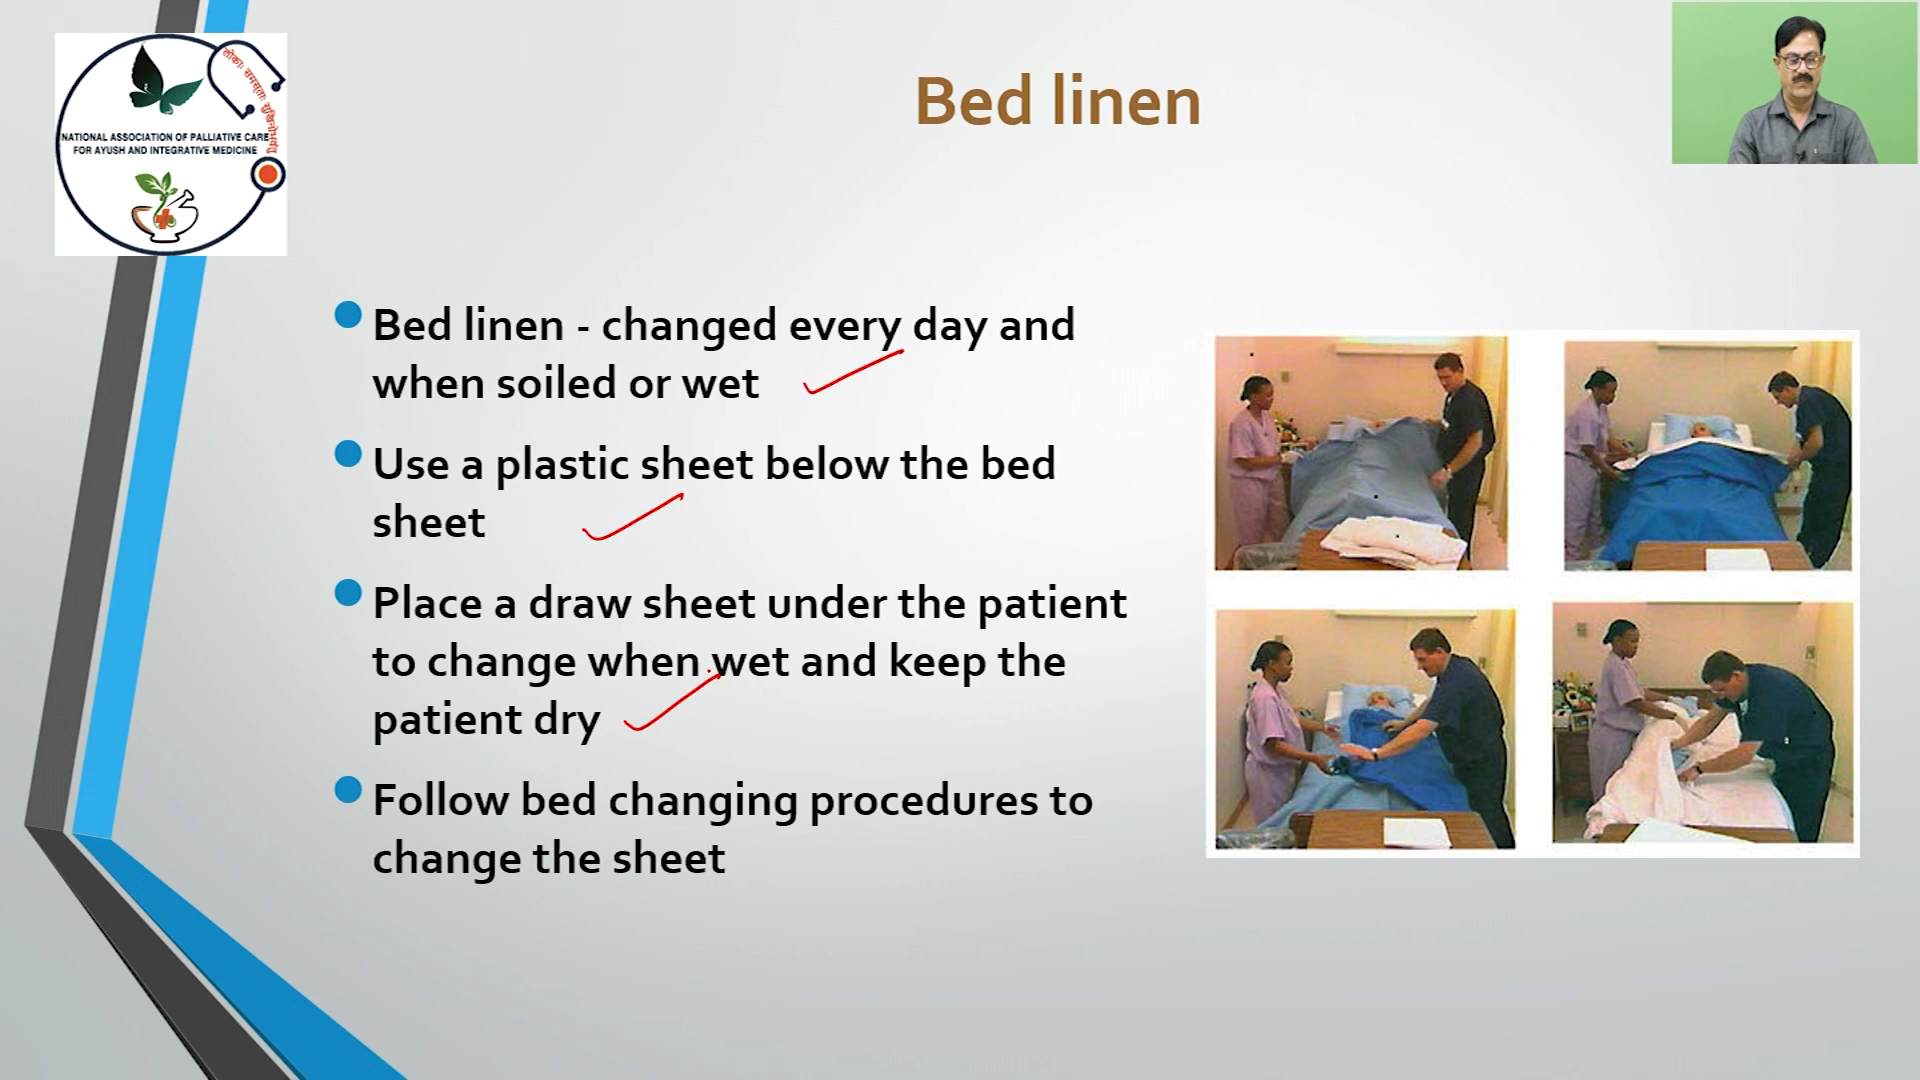 NATIONAL ASSOCIATION OF PALLIATIVE CARE
FOR AYUSH AND INTEGRATIVE MEDICINE
Bed linen
Bed linen - changed every day and
when soiled or wet
Use a plastic sheet below the bed
sheet
Place a draw sheet under the patient
to change when wet and keep the
patient dry
Follow bed changing procedures to
change the sheet